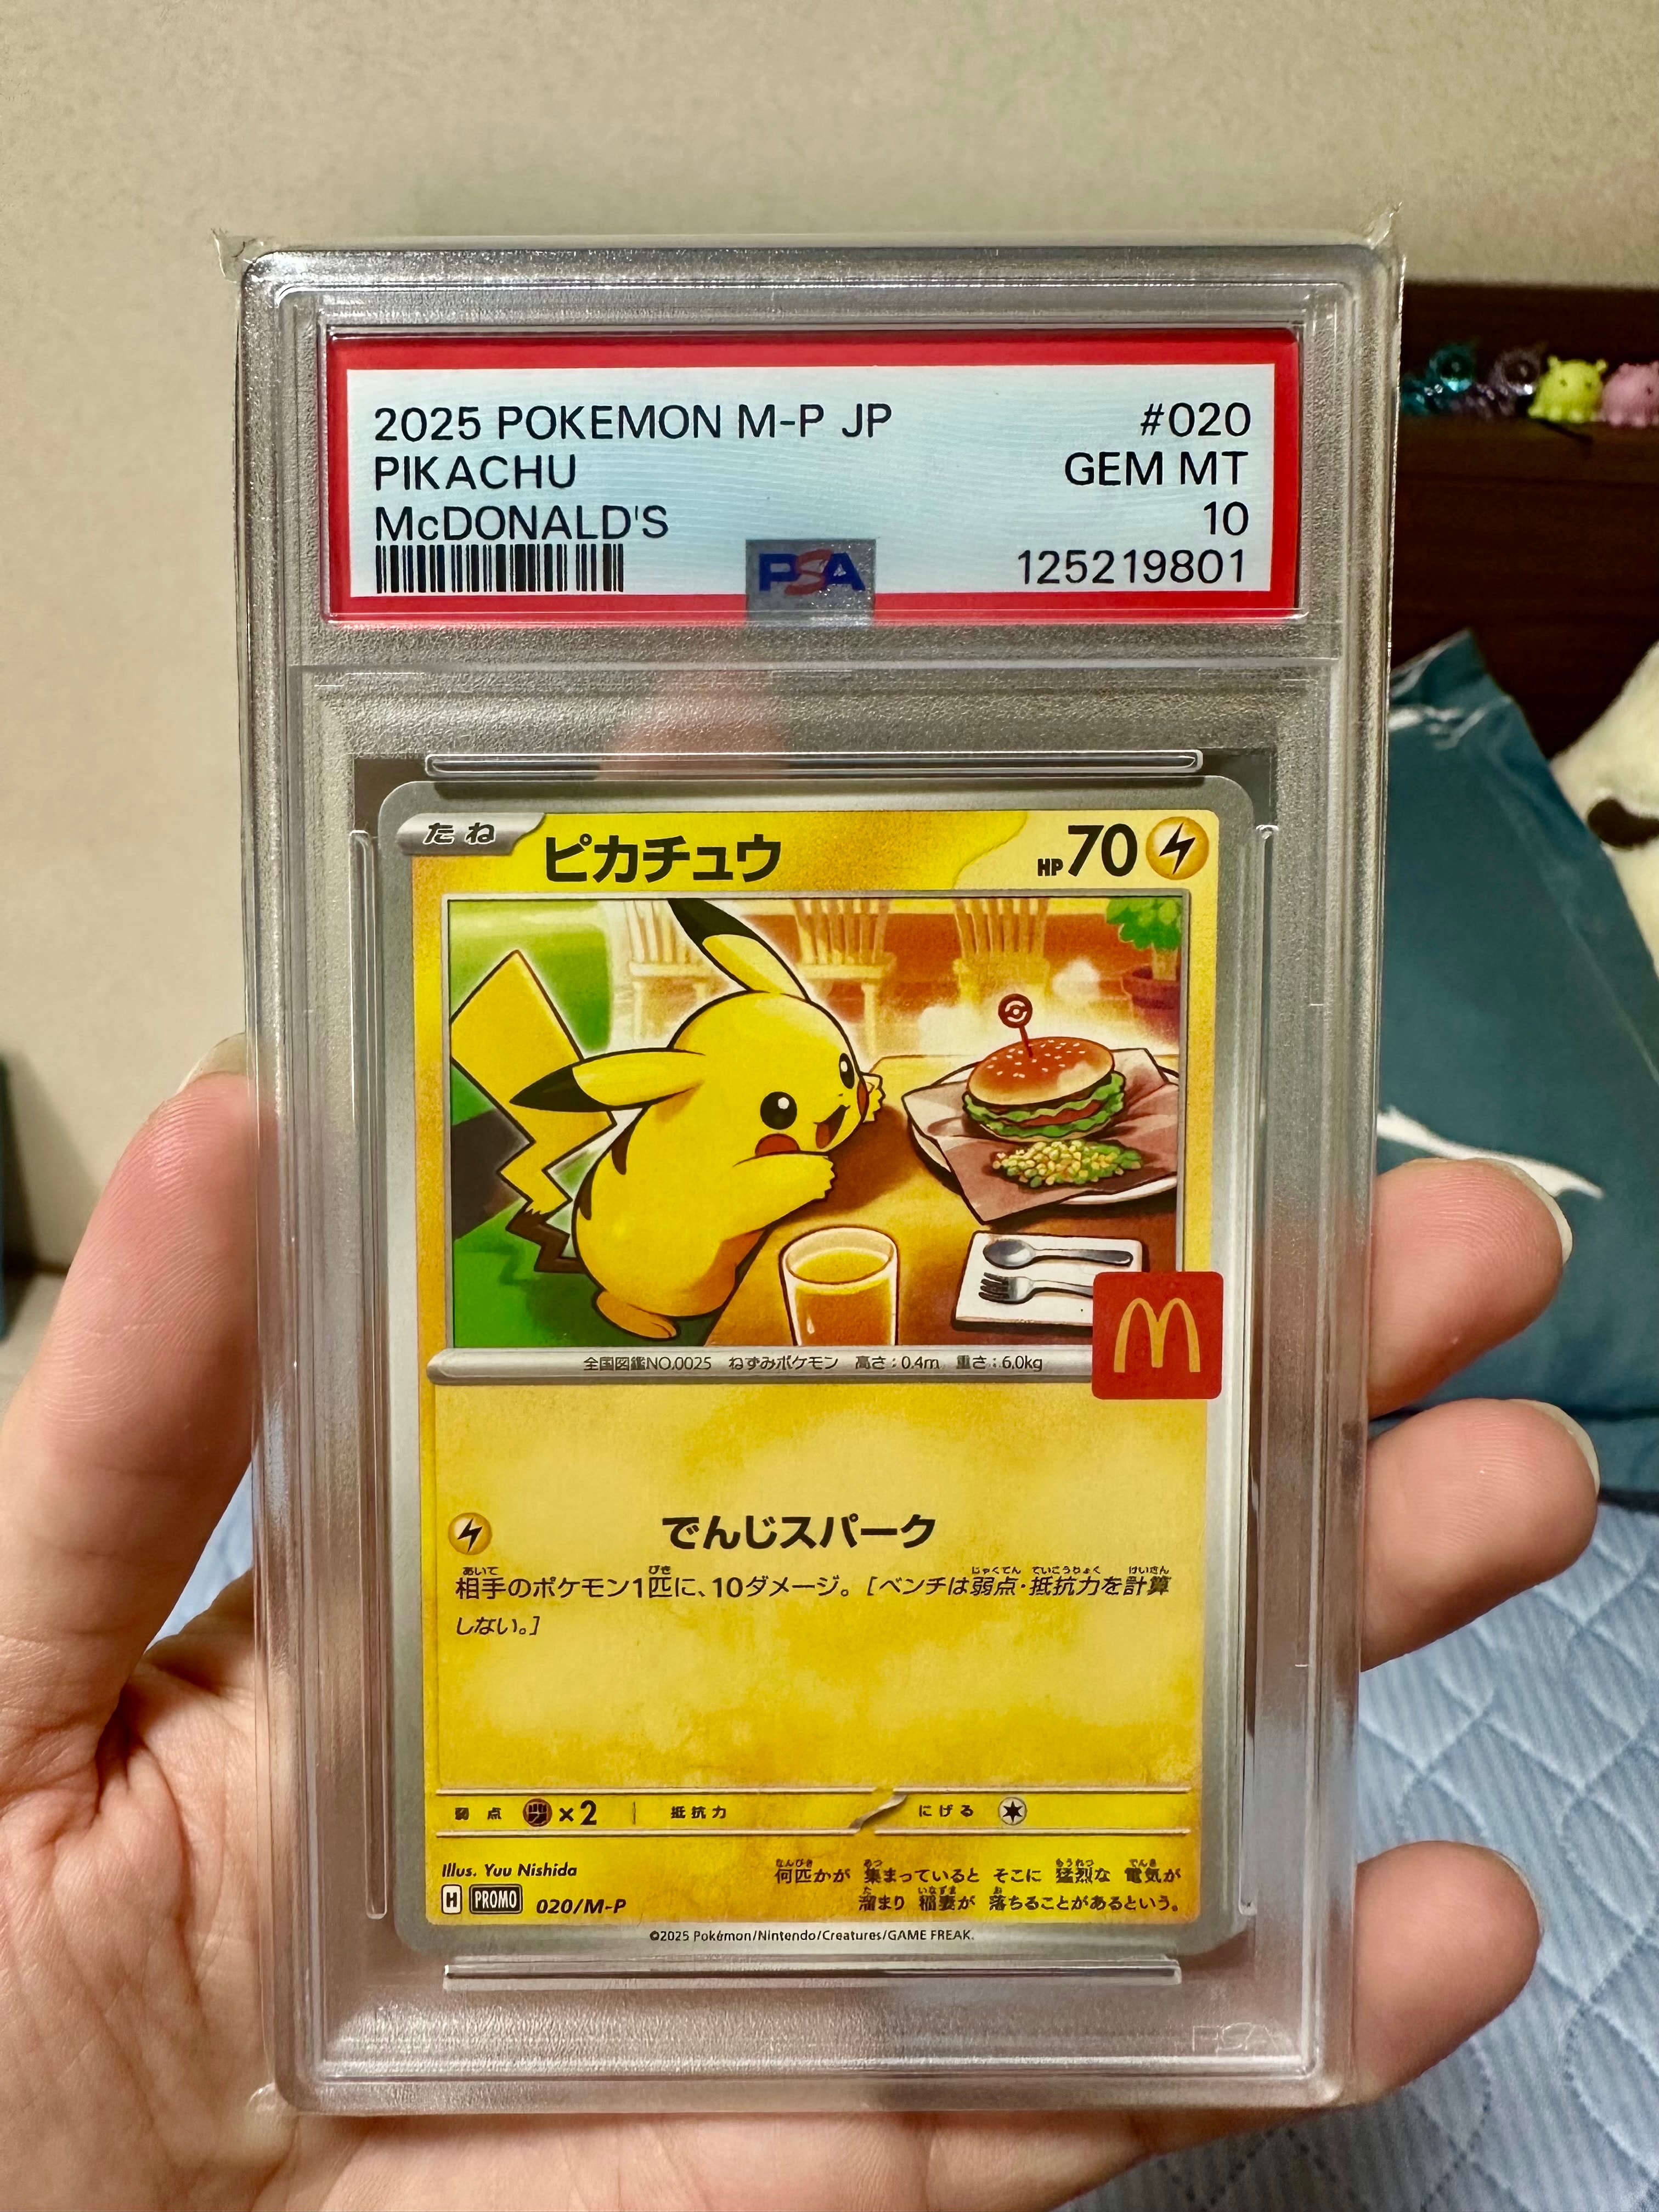 2025 POKEMON M-P JP #020
PIKACHU GEM MT
McDONALD'S 10
PSA 125219801
たね ピカチュウ HP70
全国図鑑NO.0025 ねずみポケモン 高さ:0.4m 重さ:6.0kg
でんじスパーク
相手のポケモン1匹に、10ダメージ。[ベンチは弱点・抵抗力を計算
しない。]
弱点 ×2 抵抗力 にげる
Illus. Yuu Nishida
何匹かが 集まっていると そこに 猛烈な 電気が
溜まり 稲妻が 落ちることがあるという。
H PROMO 020/M-P
©2025 Pokémon/Nintendo/Creatures/GAME FREAK.
PSA